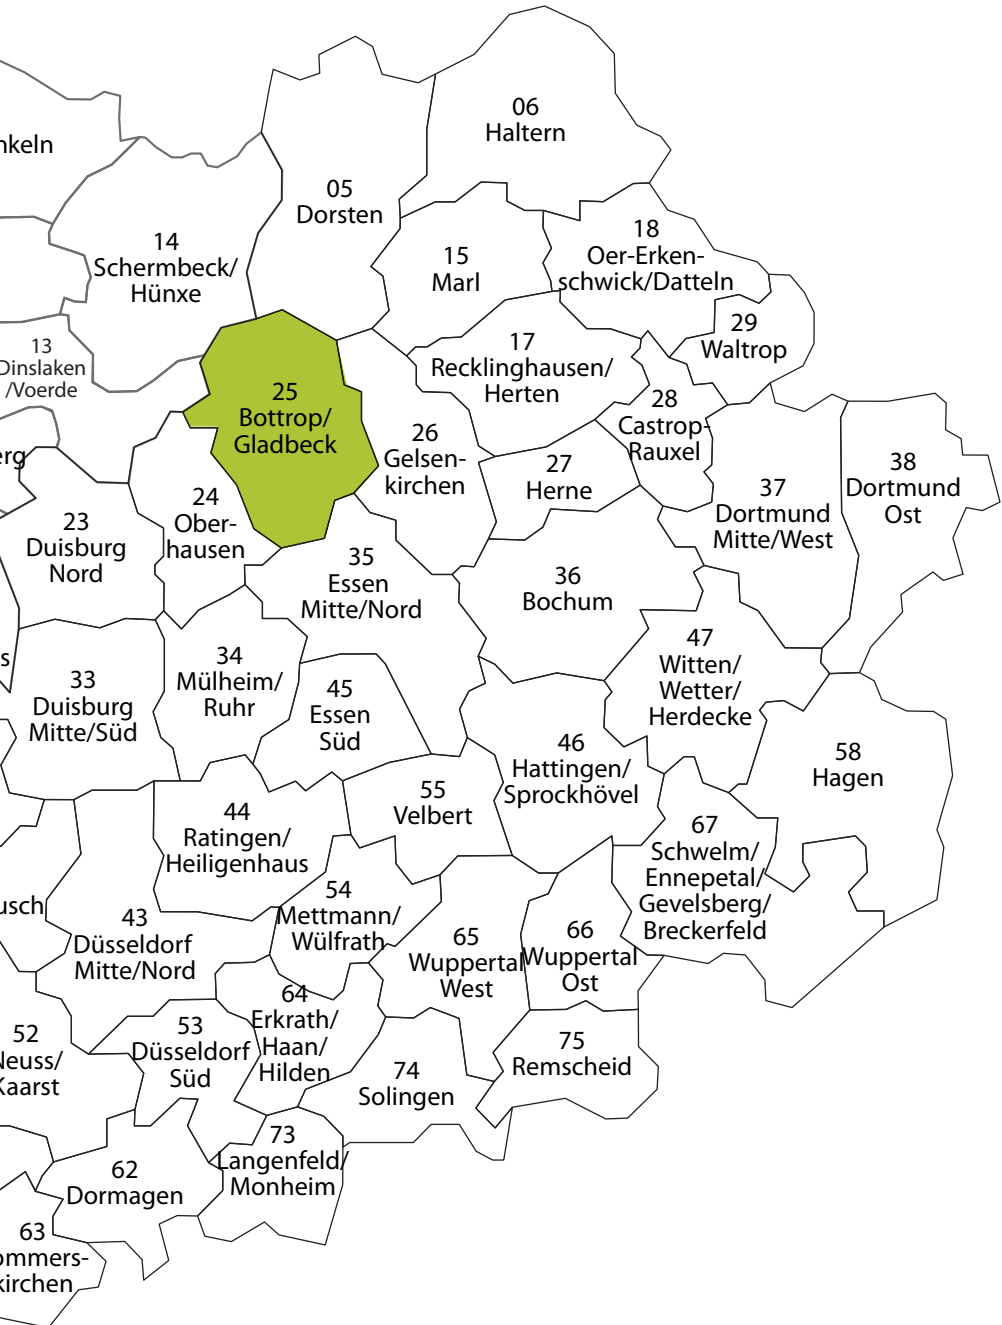 06
Haltern
nkeln
05
Dorsten
14
Schermbeck/
Hünxe
15
Marl
18
Oer-Erken-
schwick/Datteln
29
Waltrop
13
Dinslaken
/Voerde
17
Recklinghausen/
Herten
25
Bottrop/
Gladbeck
28
Castrop-
Rauxel
26
Gelsen-
kirchen
27
Herne
erg
38
Dortmund
Ost
37
Dortmund
Mitte/West
24
Ober-
hausen
23
Duisburg
Nord
35
Essen
Mitte/Nord
36
Bochum
47
Witten/
Wetter/
Herdecke
s
33
Duisburg
Mitte/Süd
34
Mülheim/
Ruhr
45
Essen
Süd
46
Hattingen/
Sprockhövel
58
Hagen
55
Velbert
44
Ratingen/
Heiligenhaus
67
Schwelm/
Ennepetal/
Gevelsberg/
Breckerfeld
54
Mettmann/
Wülfrath
usch
43
Düsseldorf
Mitte/Nord
65
Wuppertal
West
66
Wuppertal
Ost
64
Erkrath/
Haan/
Hilden
52
Neuss/
Kaarst
53
Düsseldorf
Süd
74
Solingen
75
Remscheid
73
Langenfeld/
Monheim
62
Dormagen
63
ommers-
kirchen